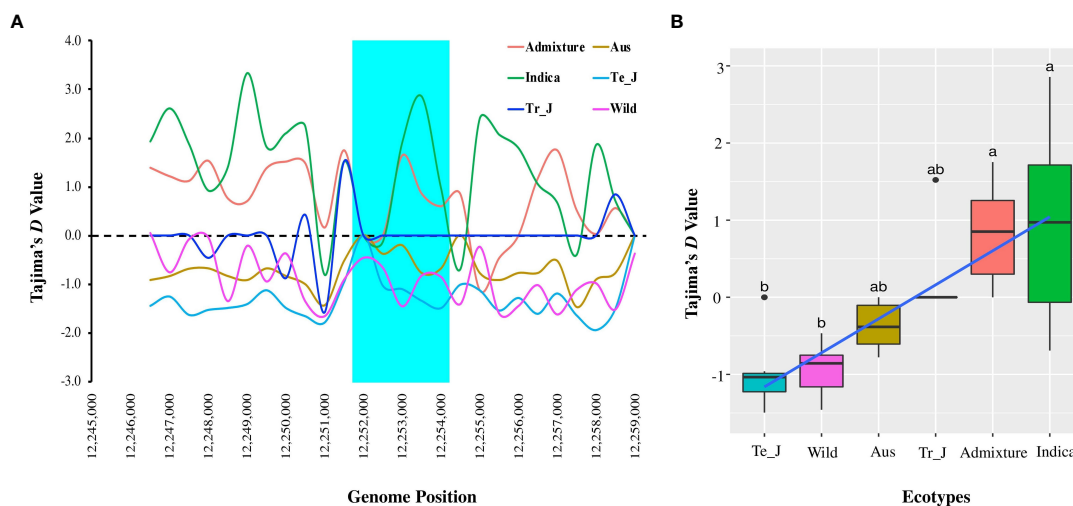 A
Tajima's D Value
4.0
3.0
2.0
1.0
0.0
-1.0
-2.0
-3.0
Admixture
Aus
Indica
Te_J
Tr_J
Wild
12,245,000
12,246,000
12,247,000
12,248,000
12,249,000
12,250,000
12,251,000
12,252,000
12,253,000
12,254,000
12,255,000
12,256,000
12,257,000
12,258,000
12,259,000
Genome Position
B
Tajima's D Value
3
2
1
0
-1
b
b
ab
ab
a
a
Te_J
Wild
Aus
Tr_J
Admixture
Indica
Ecotypes